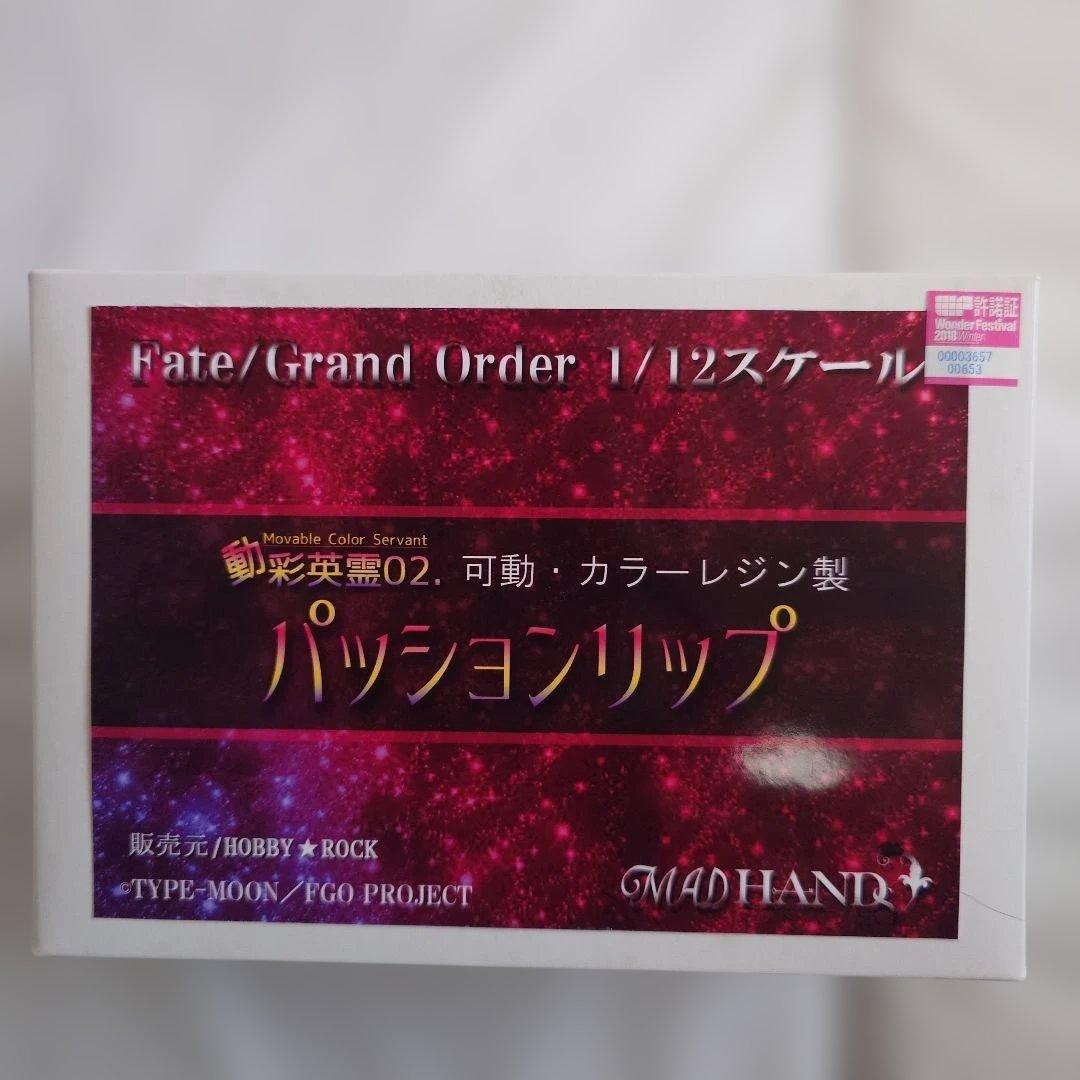 Fate/Grand Order 1/12スケール
許諾証
Wonder Festival
2018 Winter
00003657
00653
Movable Color Servant
動彩英霊02. 可動・カラーレジン製
パッションリップ
販売元/HOBBY★ROCK
©TYPE-MOON／FGO PROJECT
MAD HAND